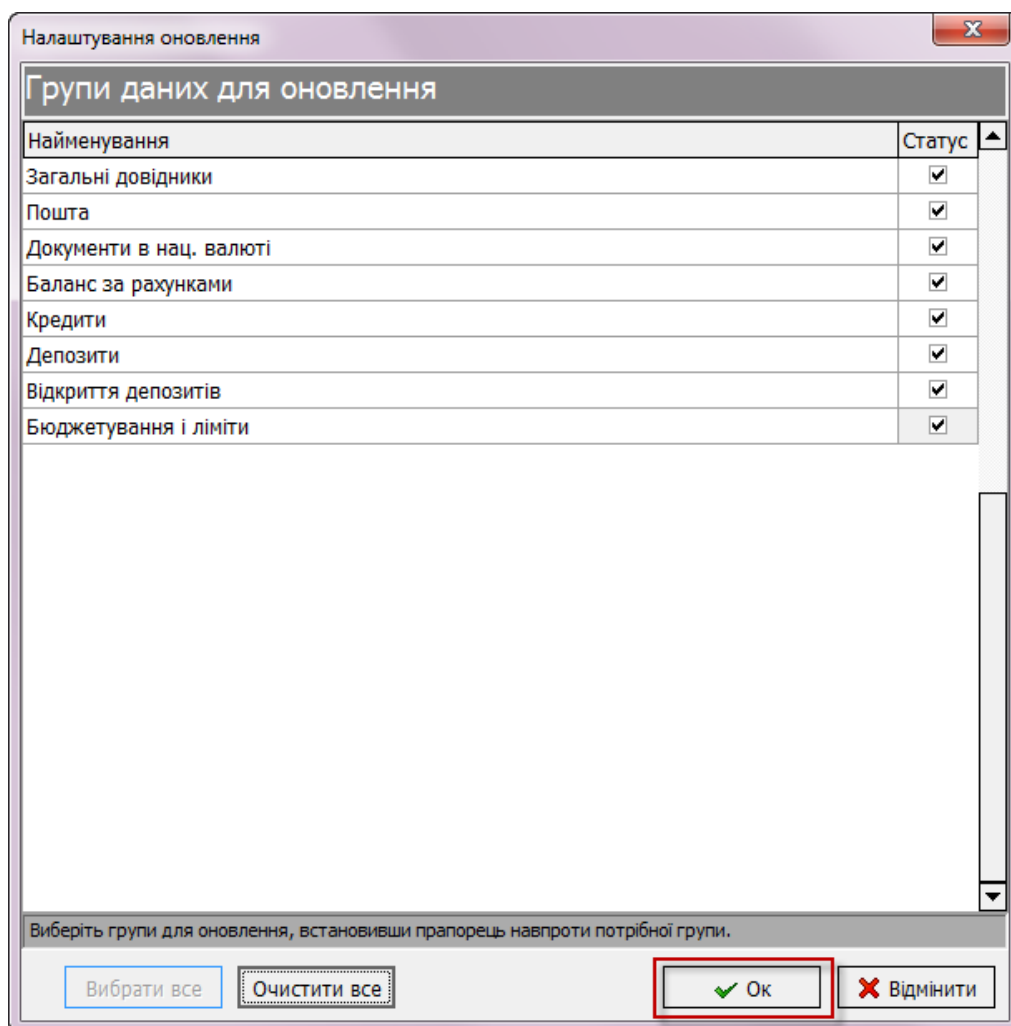 Налаштування оновлення
Групи даних для оновлення
Найменування Статус
Загальні довідники
Пошта
Документи в нац. валюті
Баланс за рахунками
Кредити
Депозити
Відкриття депозитів
Бюджетування і ліміти
Виберіть групи для оновлення, встановивши прапорець навпроти потрібної групи.
Вибрати все Очистити все Ок Відмінити